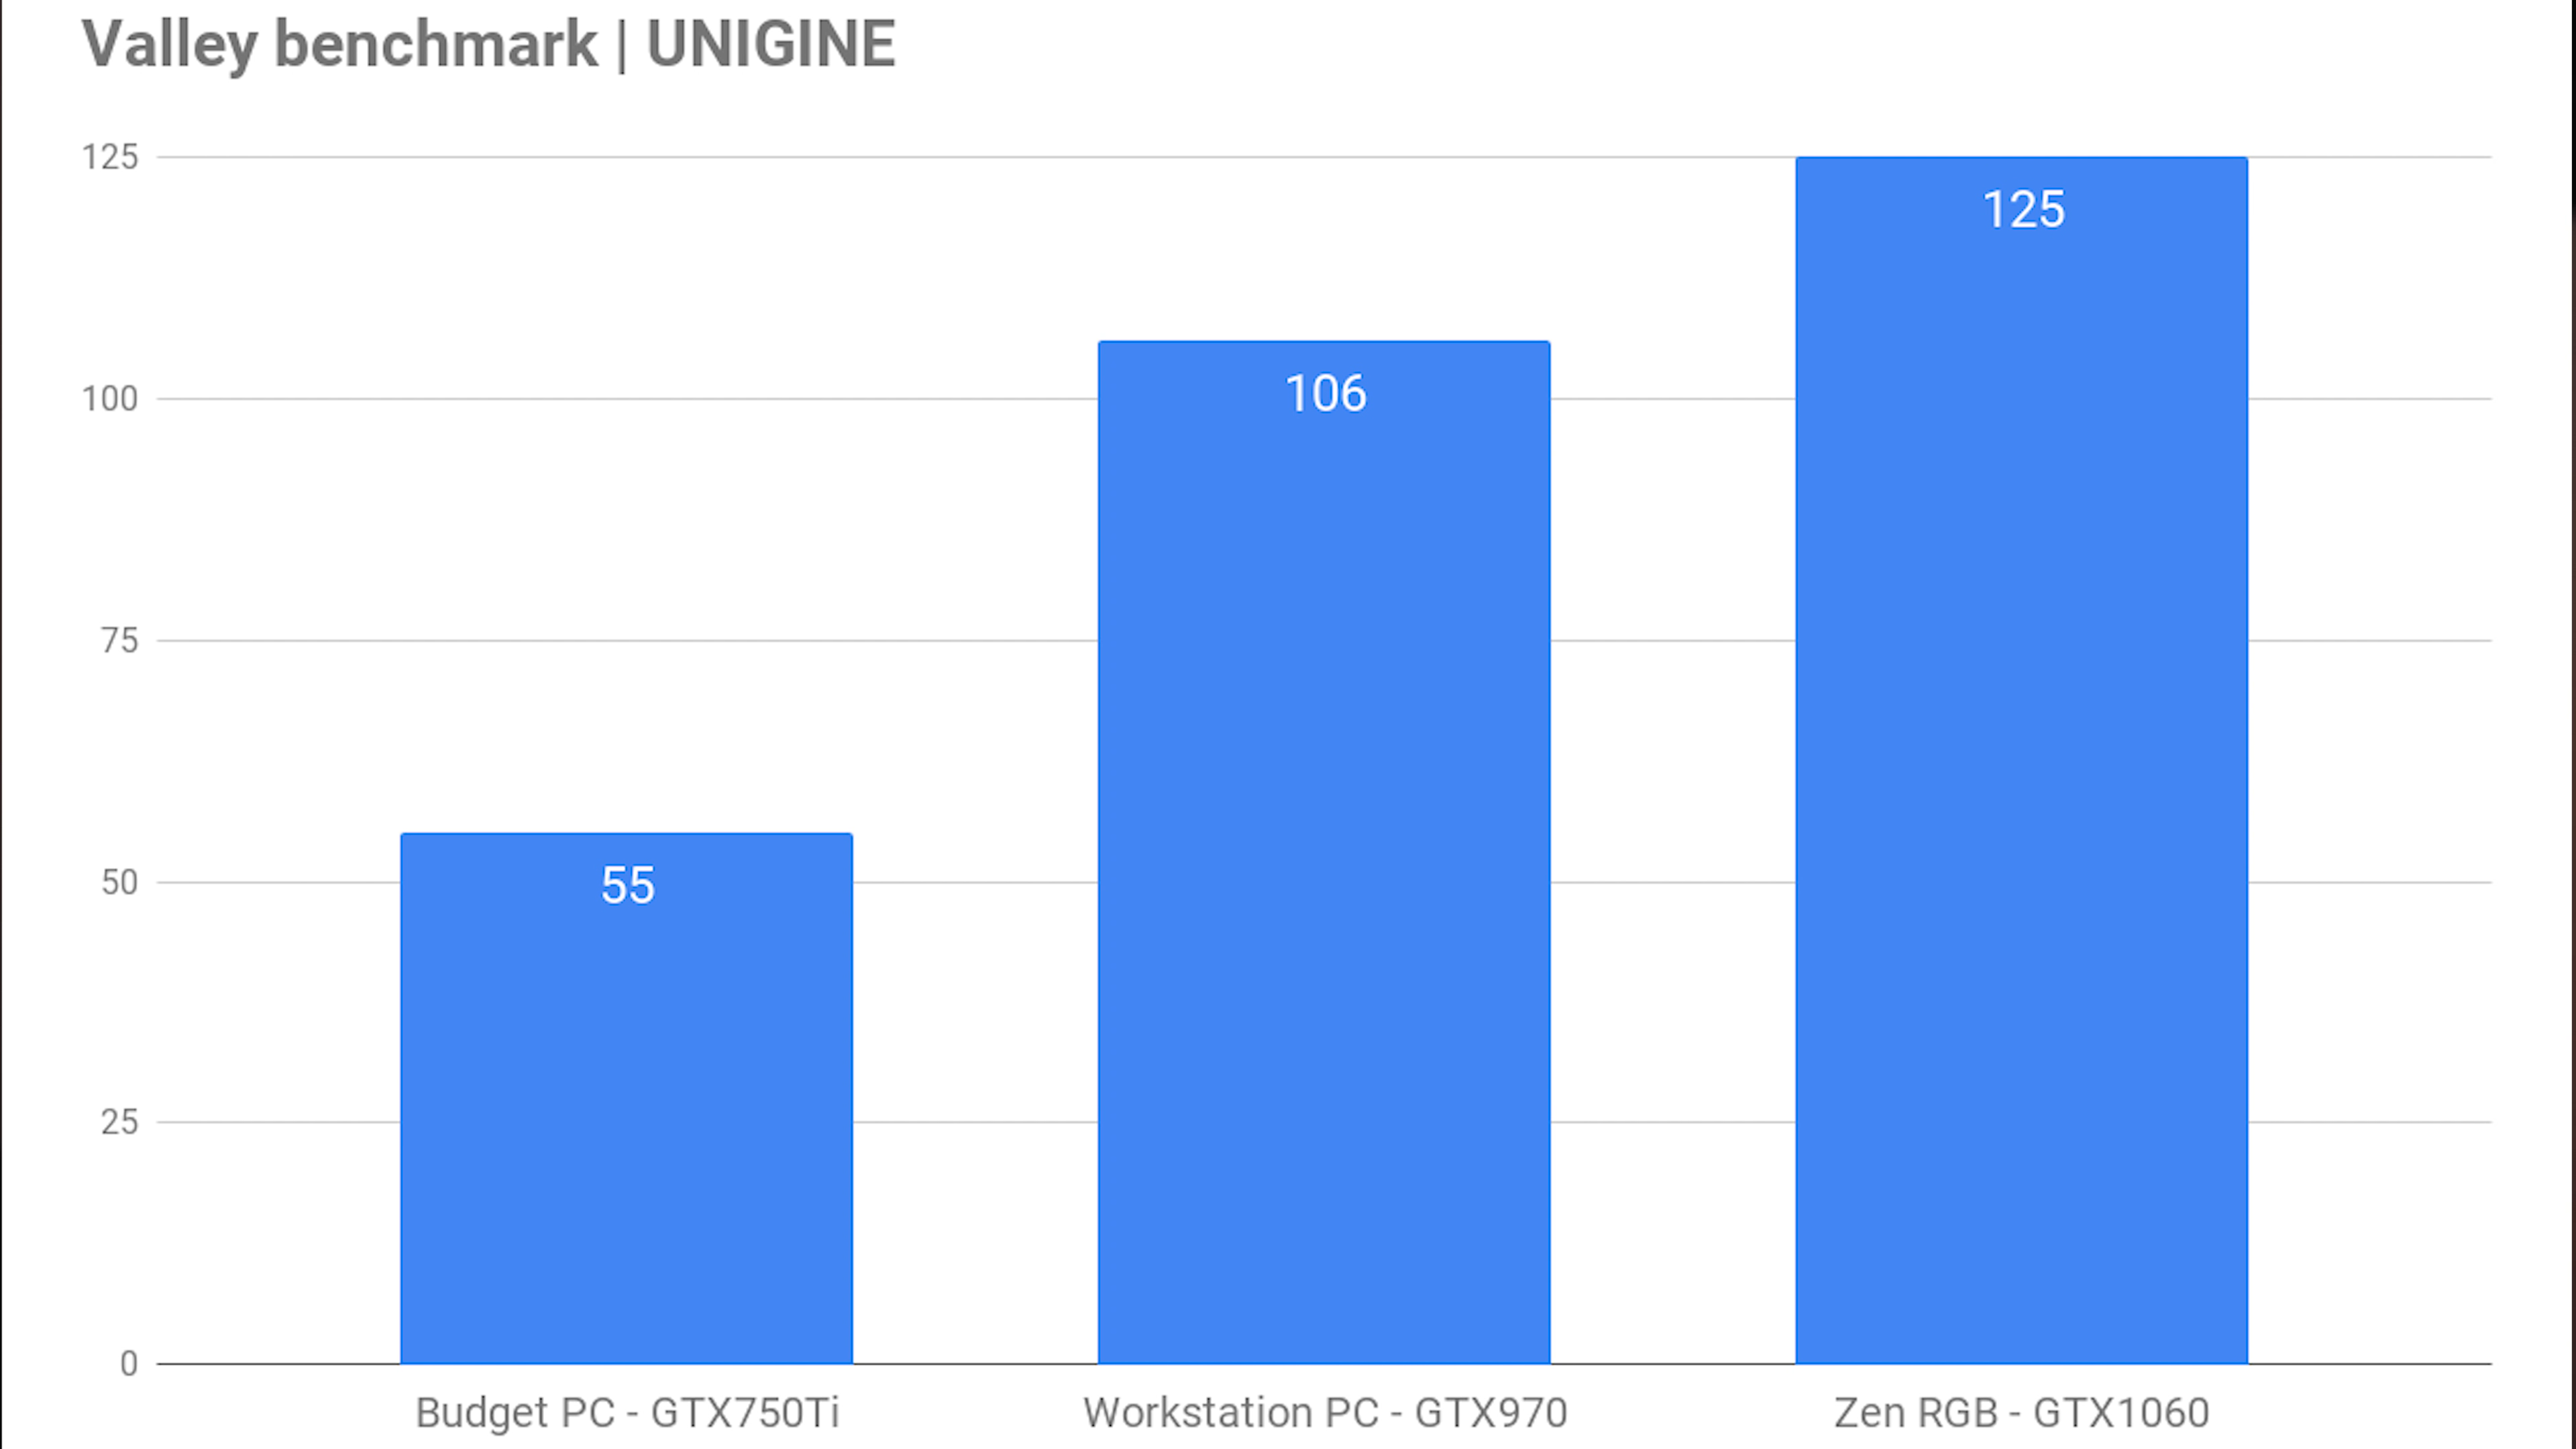 Valley benchmark | UNIGINE
125
125
106
100
75
55
50
25
0
Budget PC - GTX750Ti
Workstation PC - GTX970
Zen RGB - GTX1060